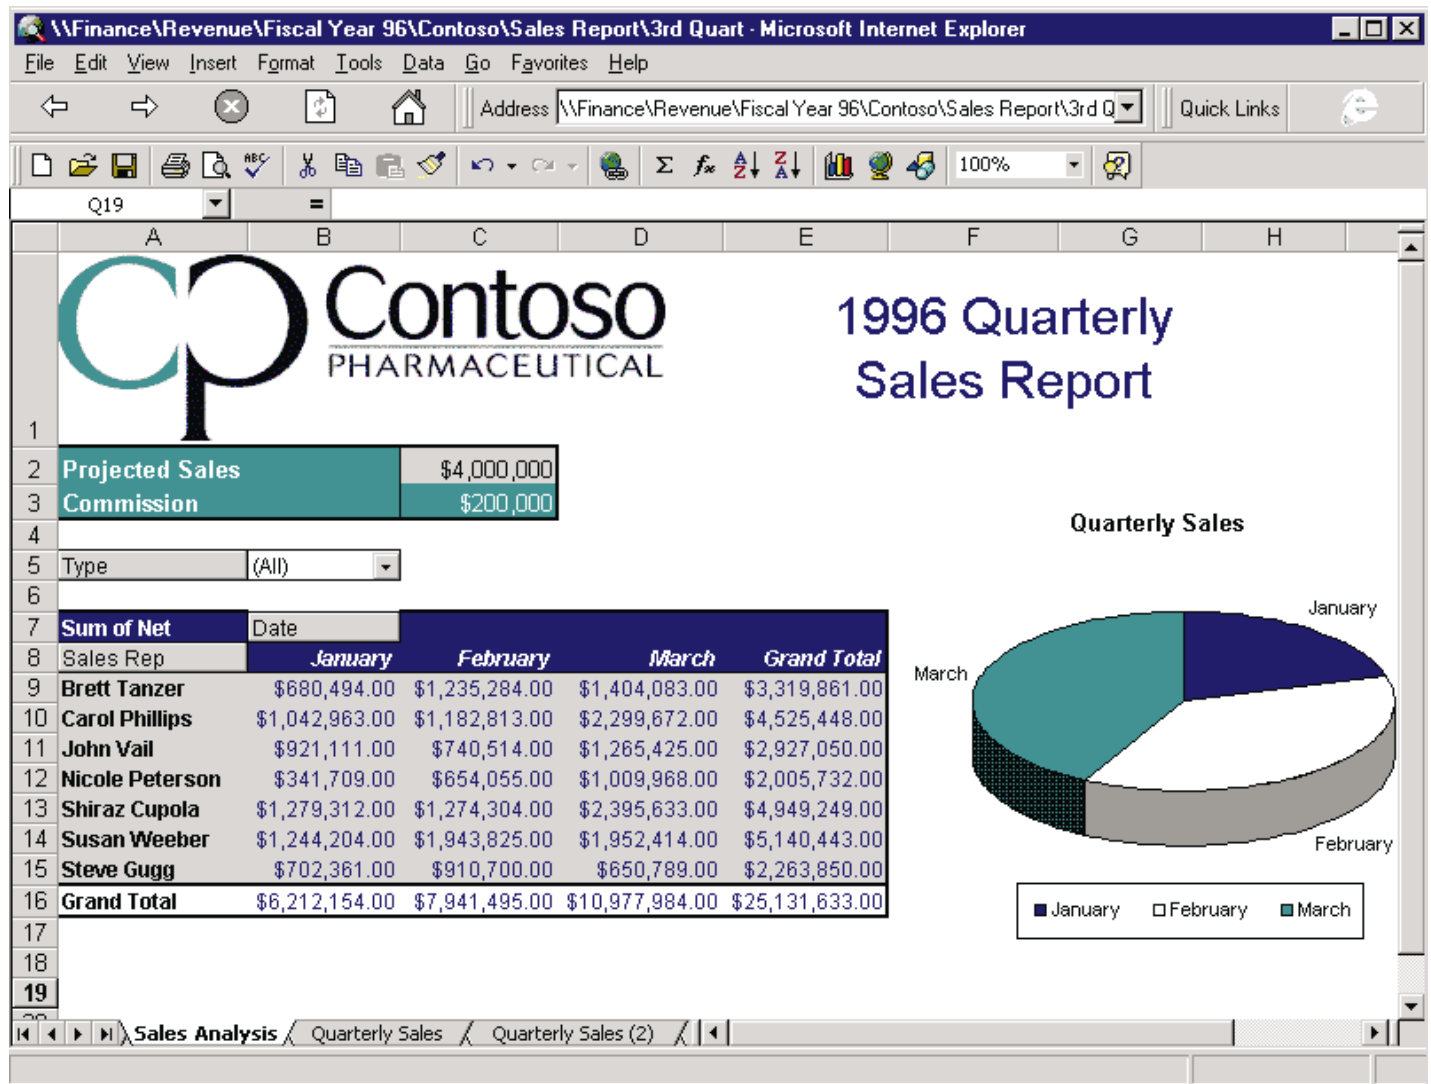 \\Finance\Revenue\Fiscal Year 96\Contoso\Sales Report\3rd Quart - Microsoft Internet Explorer
File Edit View Insert Format Tools Data Go Favorites Help
Address \\Finance\Revenue\Fiscal Year 96\Contoso\Sales Report\3rd Q Quick Links
ABC Σ fx A Z Z A 100%
Q19 =
A B C D E F G H
cp Contoso
PHARMACEUTICAL
1996 Quarterly
Sales Report
1
2 Projected Sales $4,000,000
3 Commission $200,000
4
5 Type (All)
6
7 Sum of Net Date
8 Sales Rep January February March Grand Total
9 Brett Tanzer $680,494.00 $1,235,284.00 $1,404,083.00 $3,319,861.00
10 Carol Phillips $1,042,963.00 $1,182,813.00 $2,299,672.00 $4,525,448.00
11 John Vail $921,111.00 $740,514.00 $1,265,425.00 $2,927,050.00
12 Nicole Peterson $341,709.00 $654,055.00 $1,009,968.00 $2,005,732.00
13 Shiraz Cupola $1,279,312.00 $1,274,304.00 $2,395,633.00 $4,949,249.00
14 Susan Weeber $1,244,204.00 $1,943,825.00 $1,952,414.00 $5,140,443.00
15 Steve Gugg $702,361.00 $910,700.00 $650,789.00 $2,263,850.00
16 Grand Total $6,212,154.00 $7,941,495.00 $10,977,984.00 $25,131,633.00
17
18
19
Quarterly Sales
January
March
February
January February March
Sales Analysis Quarterly Sales Quarterly Sales (2)